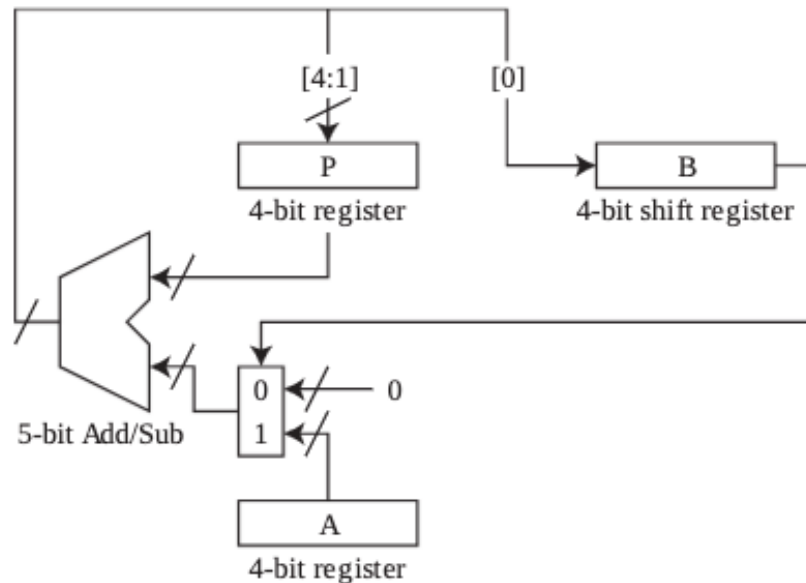 [4:1]
[0]
P
B
4-bit register
4-bit shift register
0
0
1
5-bit Add/Sub
A
4-bit register